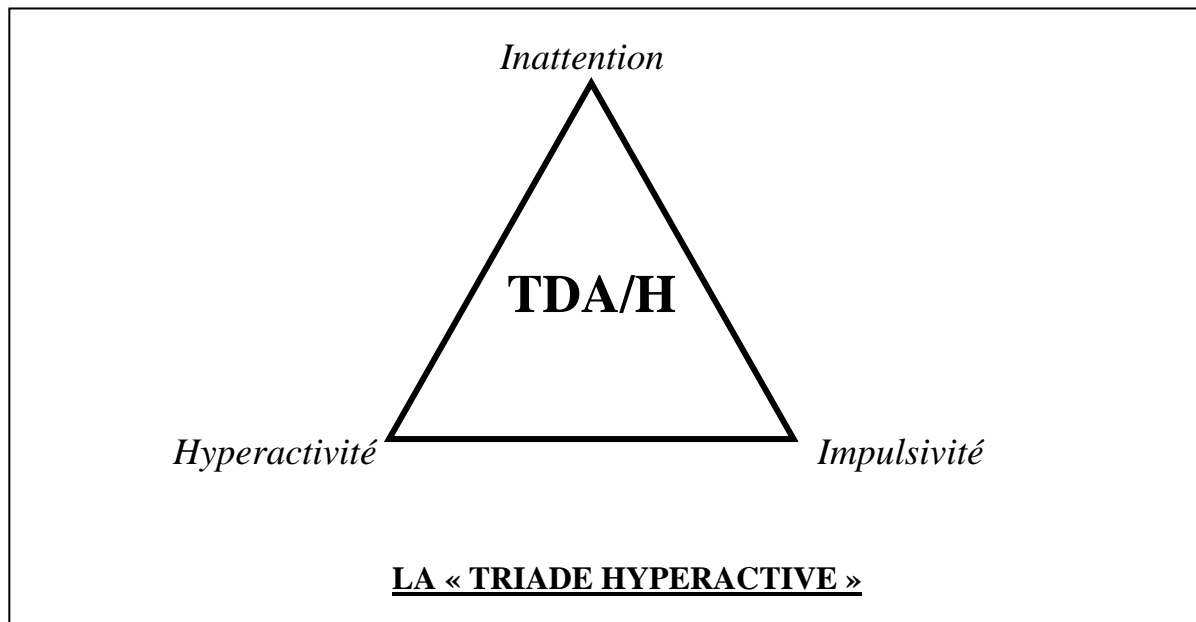 Inattention
TDA/H
Hyperactivité
Impulsivité
LA « TRIADE HYPERACTIVE »